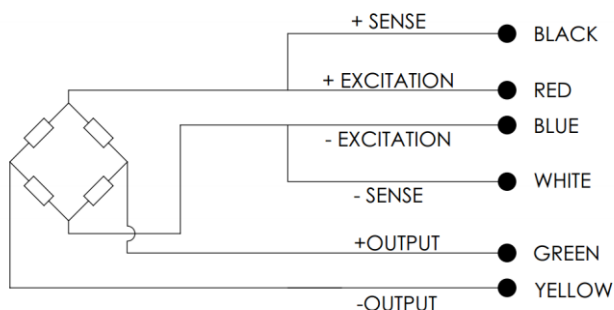 + SENSE BLACK
+ EXCITATION RED
- EXCITATION BLUE
- SENSE WHITE
+OUTPUT GREEN
-OUTPUT YELLOW